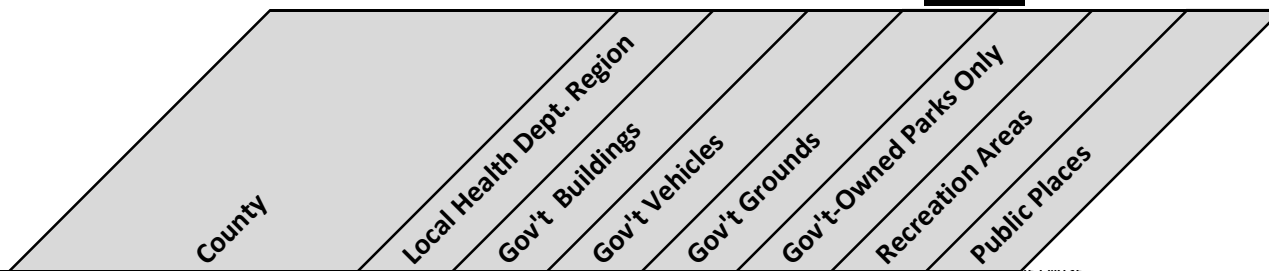 County
Local Health Dept. Region
Gov't Buildings
Gov't Vehicles
Gov't Grounds
Gov't-Owned Parks Only
Recreation Areas
Public Places